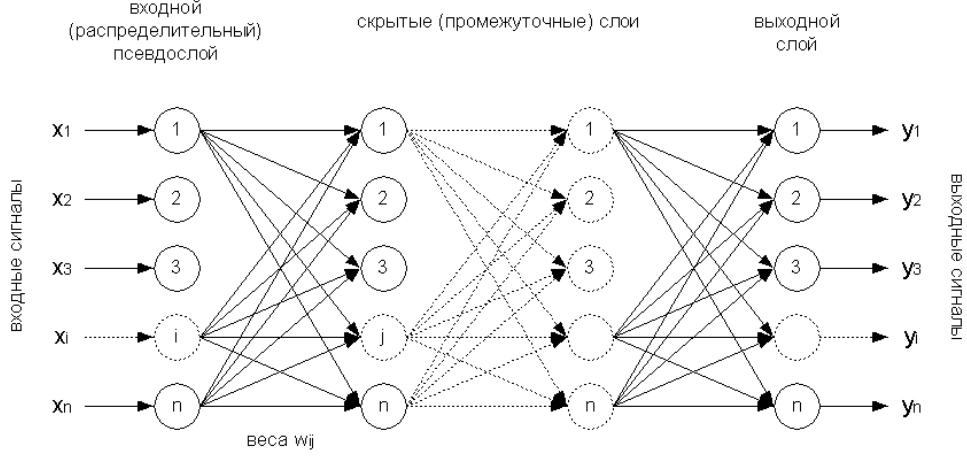 входной
(распределительный)
псевдослой
скрытые (промежуточные) слои
выходной
слой
входные сигналы
x1 1 1 1 1 y1
x2 2 2 2 2 y2
x3 3 3 3 3 y3
xi i j yi
xn n n n n yn
выходные сигналы
веса wij